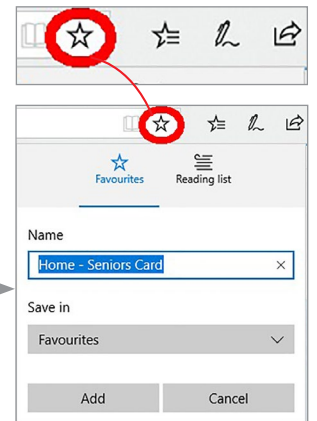 Favourites Reading list
Name
Home - Seniors Card
Save in
Favourites
Add Cancel